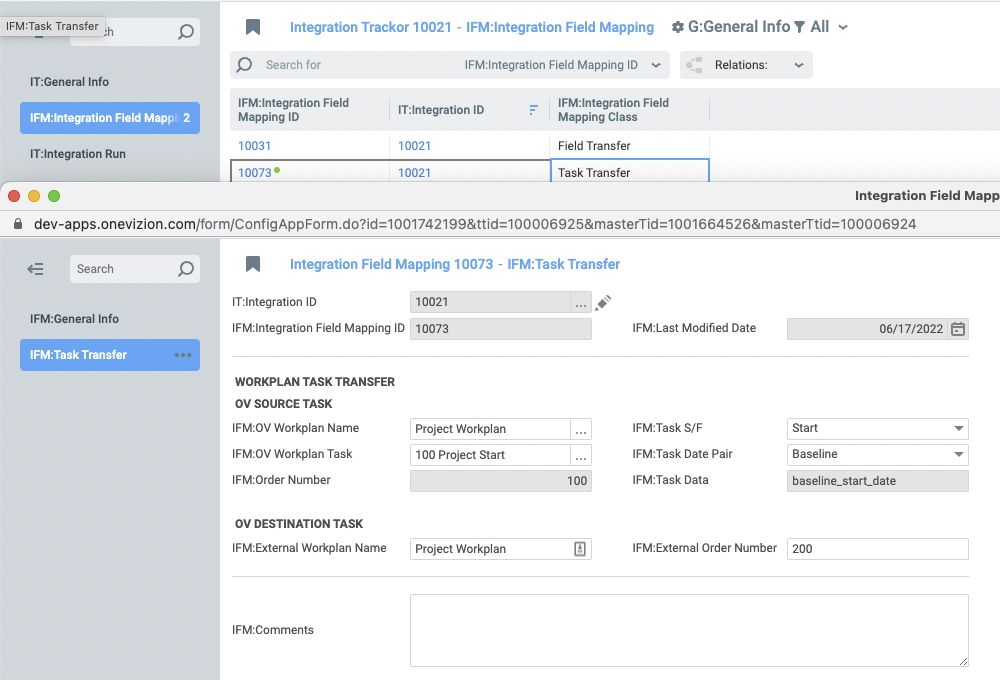 IFM:Task Transfer
ch
Integration Trackor 10021 - IFM:Integration Field Mapping G:General Info All
Search for IFM:Integration Field Mapping ID Relations:
IT:General Info
IFM:Integration Field Mappi 2
IT:Integration Run
IFM:Integration Field Mapping ID IT:Integration ID IFM:Integration Field Mapping Class
10031 10021 Field Transfer
10073 10021 Task Transfer
Integration Field Mapp
dev-apps.onevizion.com/form/ConfigAppForm.do?id=1001742199&ttid=100006925&masterTid=1001664526&masterTtid=100006924
Search
IFM:General Info
IFM:Task Transfer ...
Integration Field Mapping 10073 - IFM:Task Transfer
IT:Integration ID 10021 ...
IFM:Integration Field Mapping ID 10073 IFM:Last Modified Date 06/17/2022
WORKPLAN TASK TRANSFER
OV SOURCE TASK
IFM:OV Workplan Name Project Workplan ... IFM:Task S/F Start
IFM:OV Workplan Task 100 Project Start ... IFM:Task Date Pair Baseline
IFM:Order Number 100 IFM:Task Data baseline_start_date
OV DESTINATION TASK
IFM:External Workplan Name Project Workplan IFM:External Order Number 200
IFM:Comments